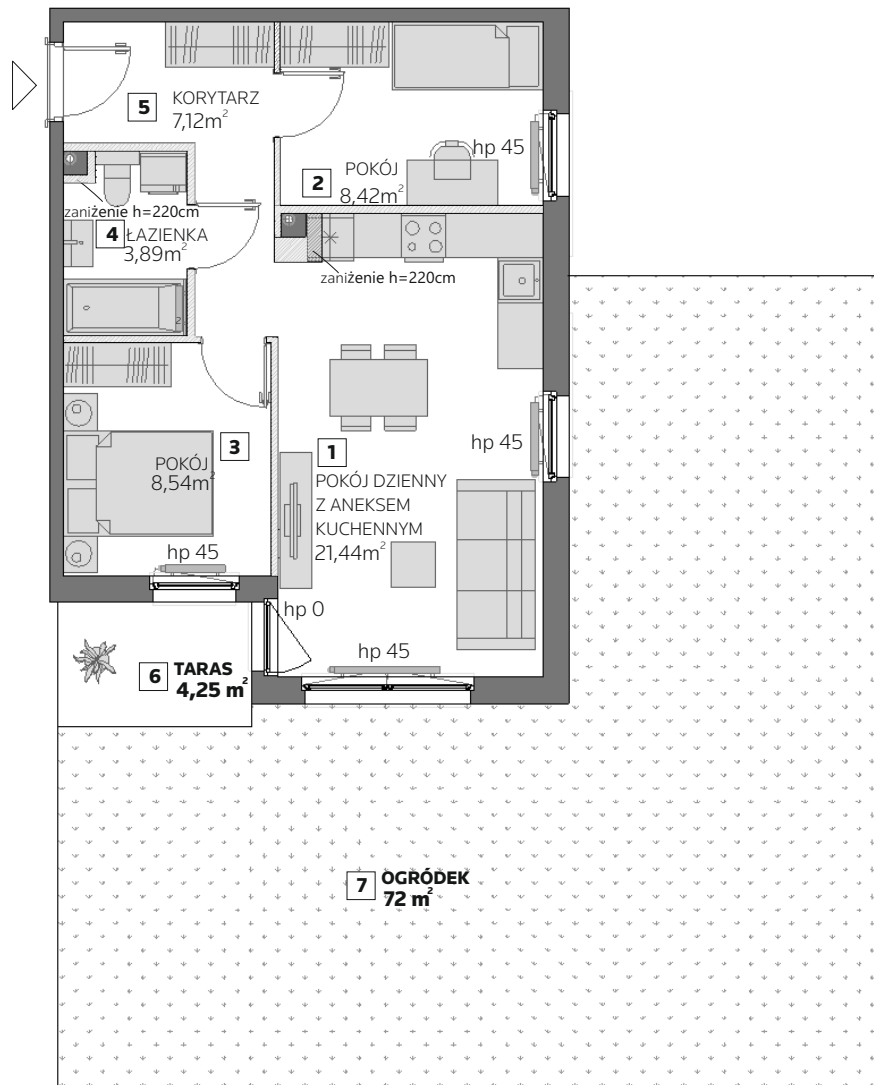 5
KORYTARZ
7,12m²
2
POKÓJ
8,42m²
hp 45
zaniżenie h=220cm
4
ŁAZIENKA
3,89m²
zaniżenie h=220cm
3
POKÓJ
8,54m²
hp 45
1
POKÓJ DZIENNY
Z ANEKSEM
KUCHENNYM
21,44m²
hp 45
hp 0
hp 45
6
TARAS
4,25 m²
7
OGRÓDEK
72 m²